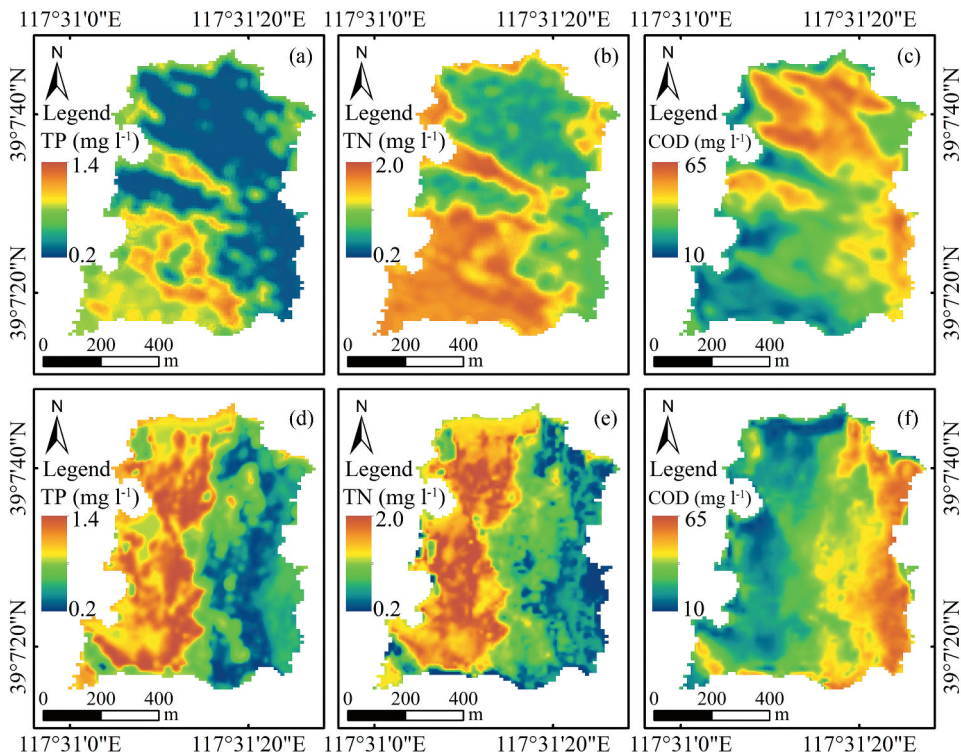 117°31'0"E 117°31'20"E 117°31'0"E 117°31'20"E 117°31'0"E 117°31'20"E
N (a) N (b) N (c)
39°7'40"N 39°7'40"N
Legend Legend Legend
TP (mg l⁻¹) TN (mg l⁻¹) COD (mg l⁻¹)
1.4 2.0 65
0.2 0.2 10
39°7'20"N 39°7'20"N
0 200 400 m 0 200 400 m 0 200 400 m
N (d) N (e) N (f)
39°7'40"N 39°7'40"N
Legend Legend Legend
TP (mg l⁻¹) TN (mg l⁻¹) COD (mg l⁻¹)
1.4 2.0 65
0.2 0.2 10
39°7'20"N 39°7'20"N
0 200 400 m 0 200 400 m 0 200 400 m
117°31'0"E 117°31'20"E 117°31'0"E 117°31'20"E 117°31'0"E 117°31'20"E